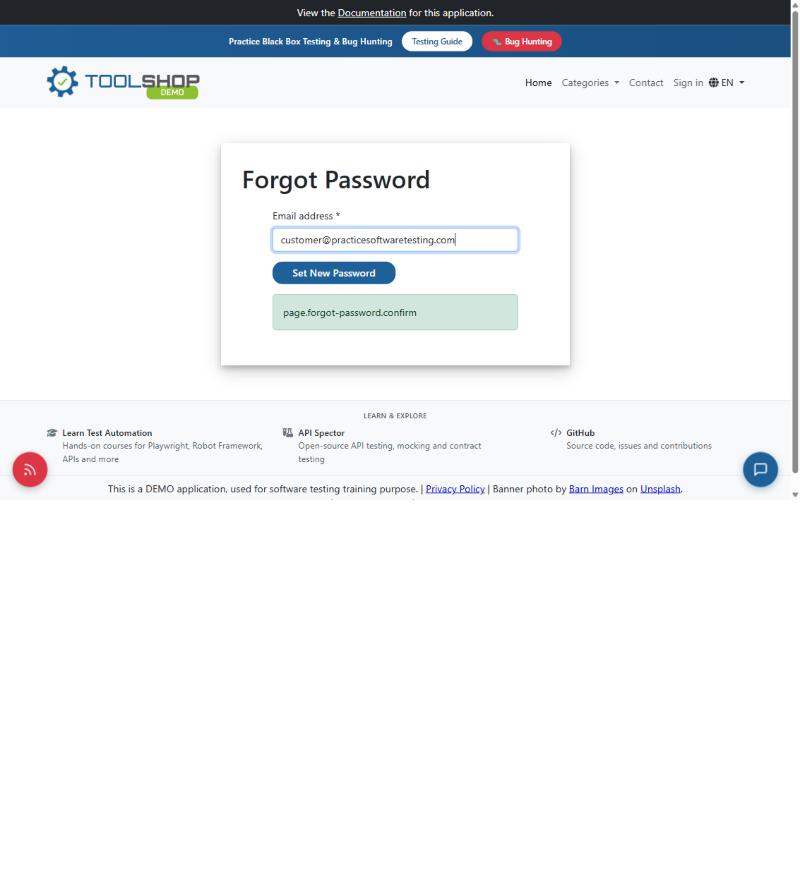 View the Documentation for this application.
Practice Black Box Testing & Bug Hunting
Testing Guide
Bug Hunting
TOOLSHOP
DEMO
Home
Categories
Contact
Sign in
EN
Forgot Password
Email address *
customer@practicesoftwaretesting.com
Set New Password
page.forgot-password.confirm
LEARN & EXPLORE
Learn Test Automation
Hands-on courses for Playwright, Robot Framework,
APIs and more
API Spector
Open-source API testing, mocking and contract
testing
GitHub
Source code, issues and contributions
This is a DEMO application, used for software testing training purpose. | Privacy Policy | Banner photo by Barn Images on Unsplash.